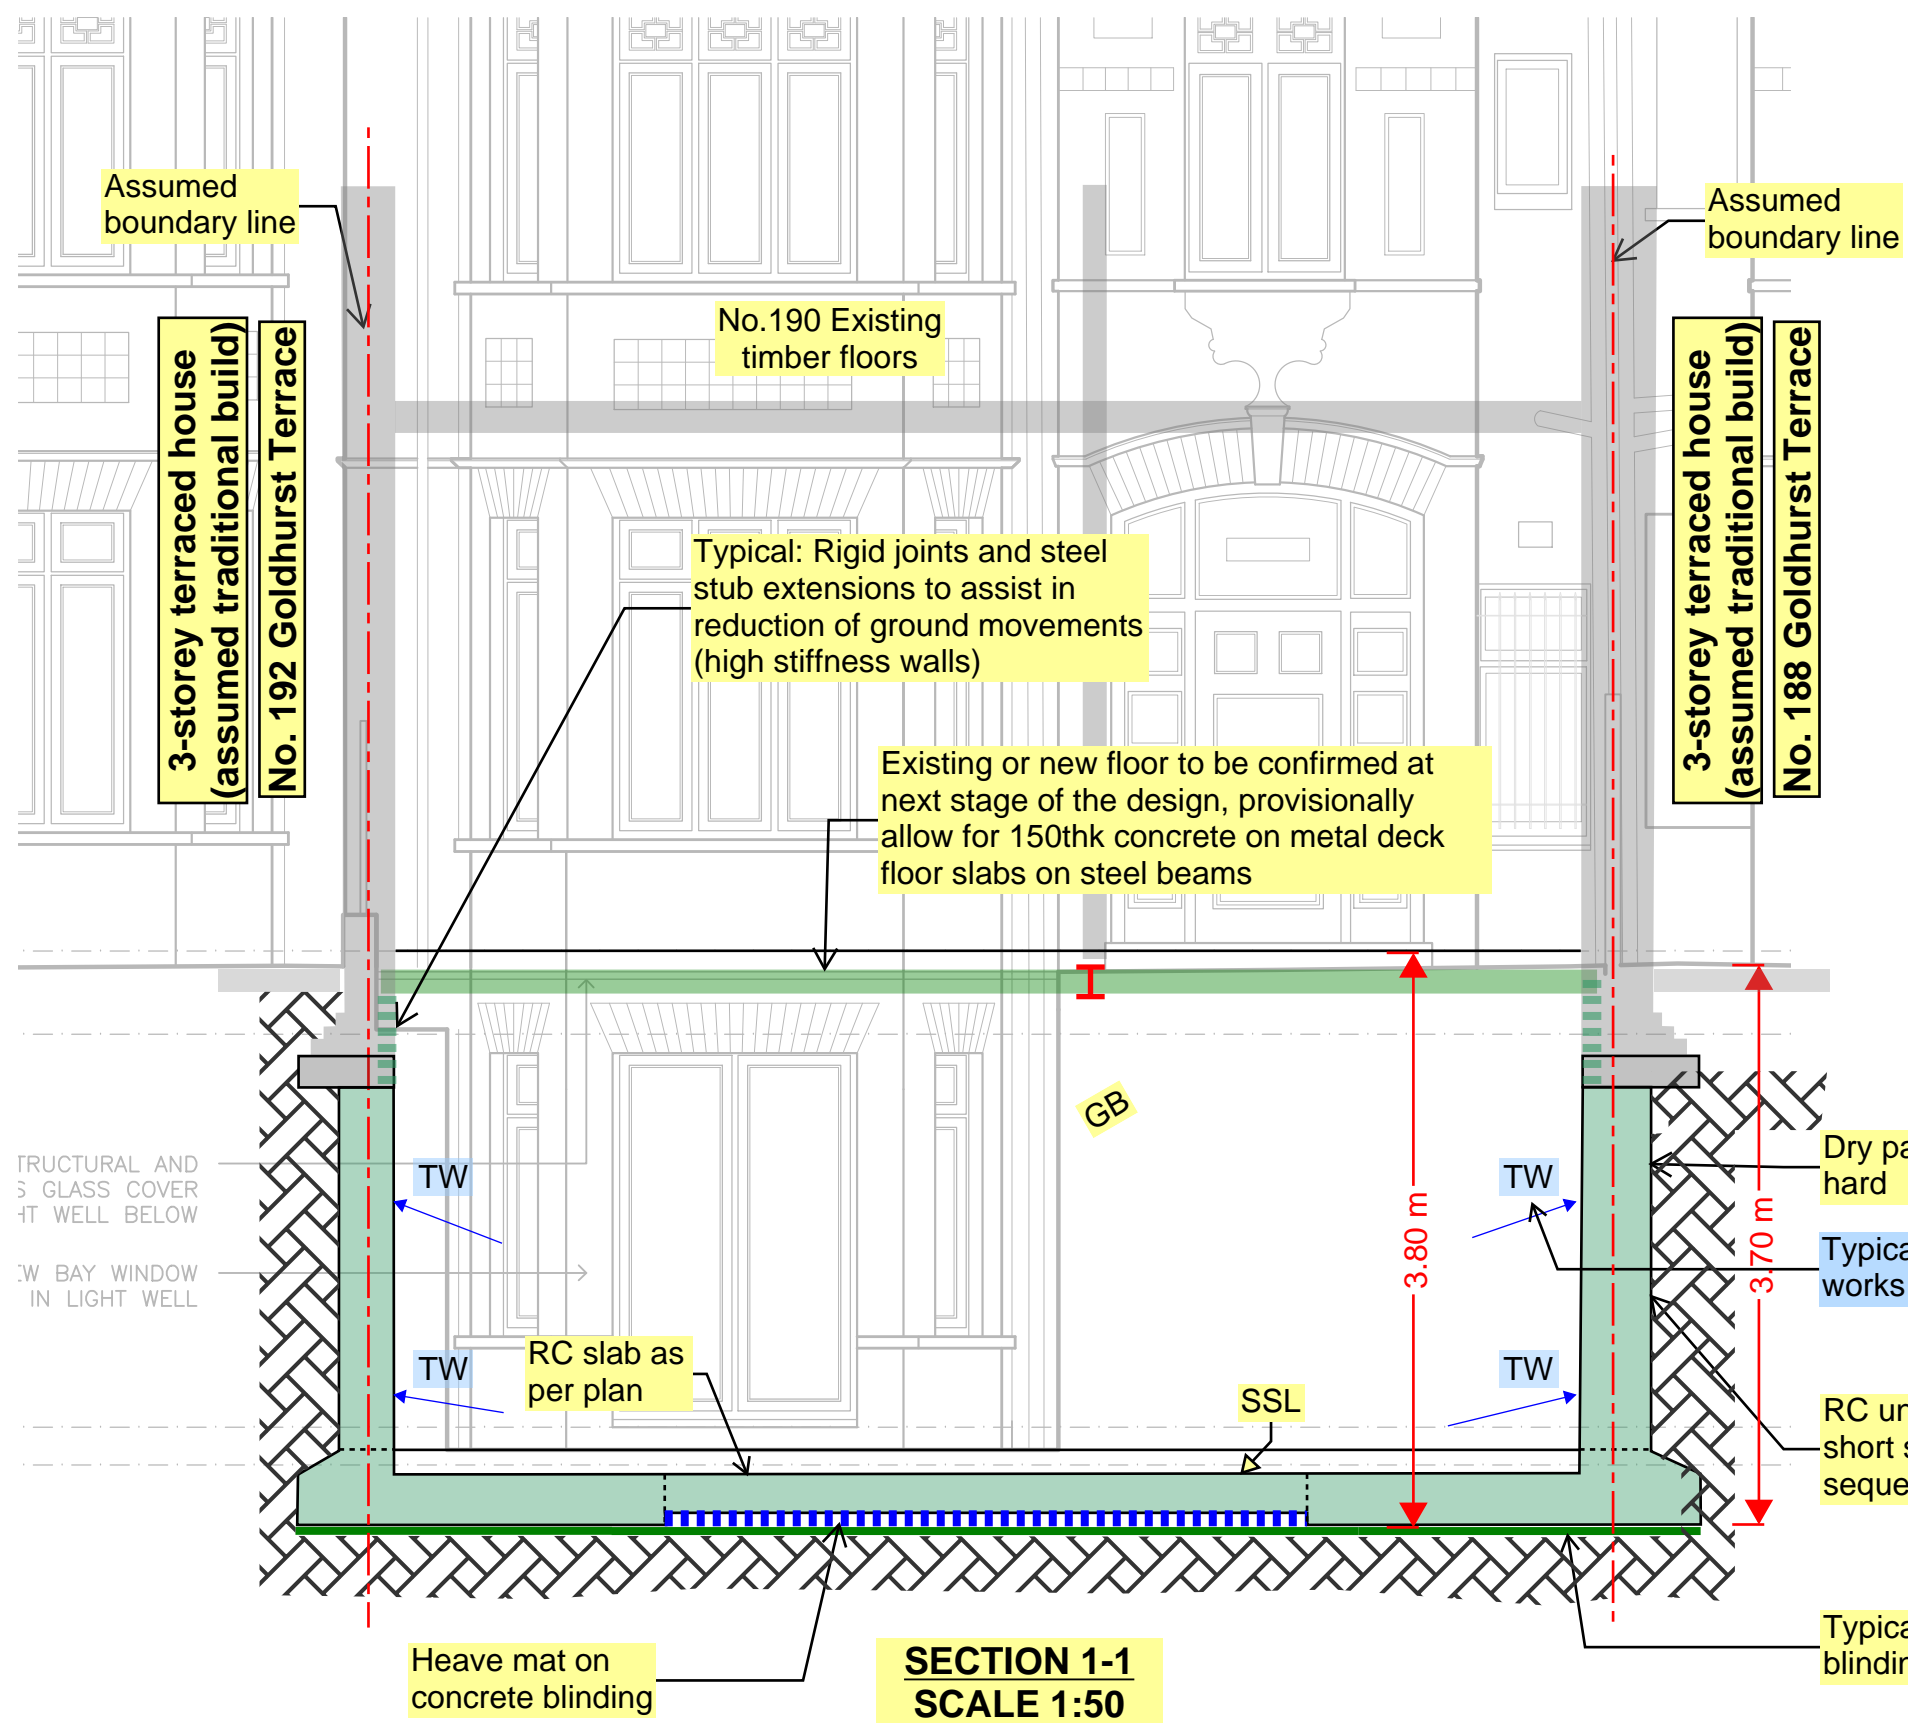 Assumed
boundary line
Assumed
boundary line
No.190 Existing
timber floors
3-storey terraced house
(assumed traditional build)
No. 192 Goldhurst Terrace
3-storey terraced house
(assumed traditional build)
No. 188 Goldhurst Terrace
Typical: Rigid joints and steel
stub extensions to assist in
reduction of ground movements
(high stiffness walls)
Existing or new floor to be confirmed at
next stage of the design, provisionally
allow for 150thk concrete on metal deck
floor slabs on steel beams
GB
TRUCTURAL AND
S GLASS COVER
HT WELL BELOW
TW
TW
Dry pa
hard
3.80 m
3.70 m
EW BAY WINDOW
IN LIGHT WELL
Typica
works
RC slab as
per plan
TW
TW
SSL
RC un
short s
seque
Heave mat on
concrete blinding
SECTION 1-1
SCALE 1:50
Typica
blindin